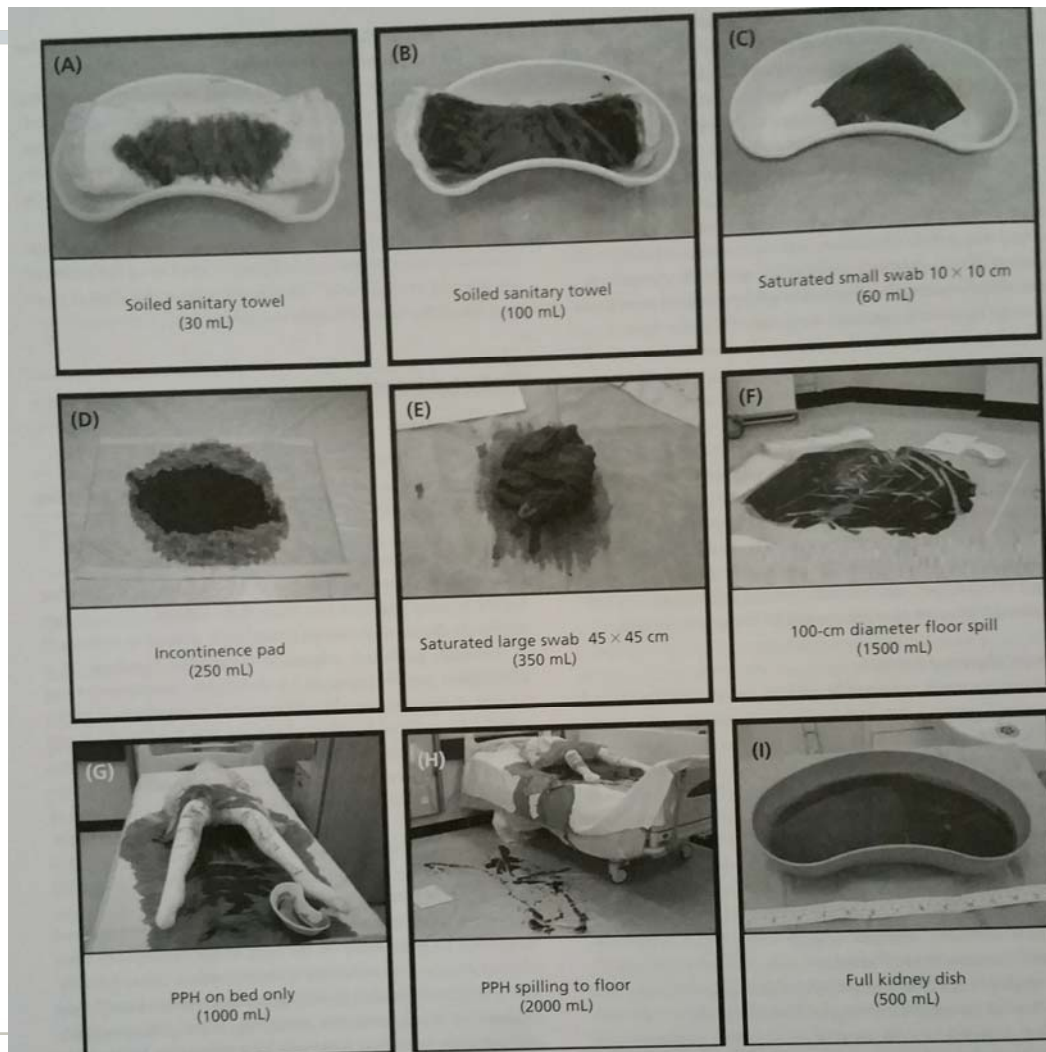 (A)
Soiled sanitary towel
(30 mL)
(B)
Soiled sanitary towel
(100 mL)
(C)
Saturated small swab 10 × 10 cm
(60 mL)
(D)
Incontinence pad
(250 mL)
(E)
Saturated large swab 45 × 45 cm
(350 mL)
(F)
100-cm diameter floor spill
(1500 mL)
(G)
PPH on bed only
(1000 mL)
(H)
PPH spilling to floor
(2000 mL)
(I)
Full kidney dish
(500 mL)